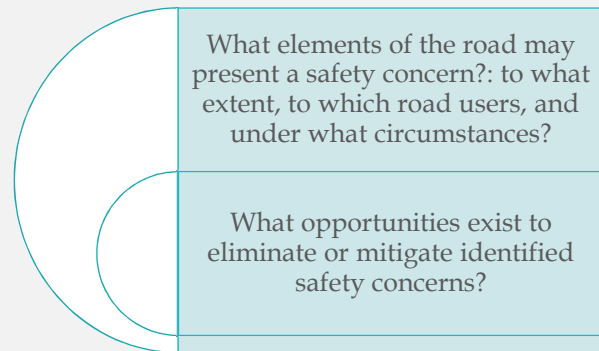 What elements of the road may
present a safety concern?: to what
extent, to which road users, and
under what circumstances?
What opportunities exist to
eliminate or mitigate identified
safety concerns?